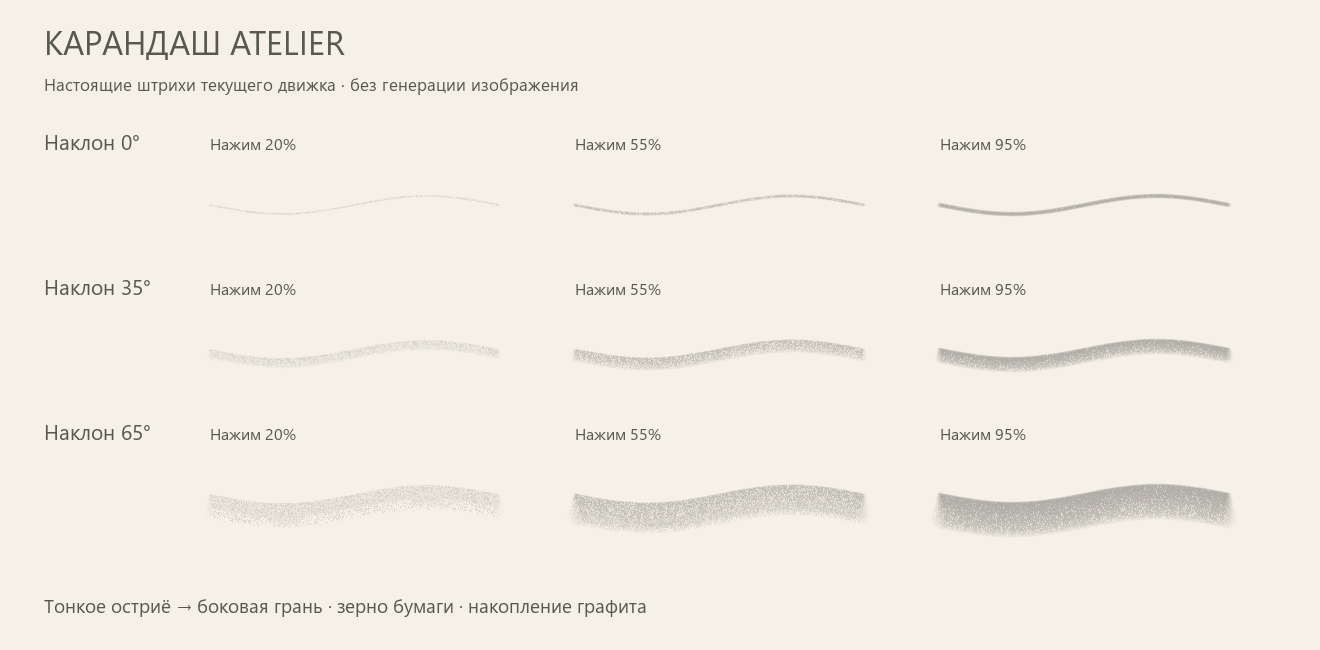 КАРАНДАШ ATELIER
Настоящие штрихи текущего движка · без генерации изображения
Наклон 0° Нажим 20% Нажим 55% Нажим 95%
Наклон 35° Нажим 20% Нажим 55% Нажим 95%
Наклон 65° Нажим 20% Нажим 55% Нажим 95%
Тонкое остриё → боковая грань · зерно бумаги · накопление графита